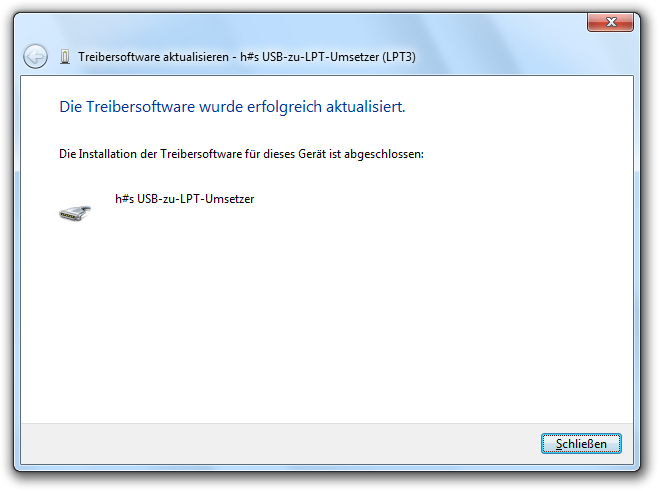 Treibersoftware aktualisieren - h#s USB-zu-LPT-Umsetzer (LPT3)
Die Treibersoftware wurde erfolgreich aktualisiert.
Die Installation der Treibersoftware für dieses Gerät ist abgeschlossen:
h#s USB-zu-LPT-Umsetzer
Schließen